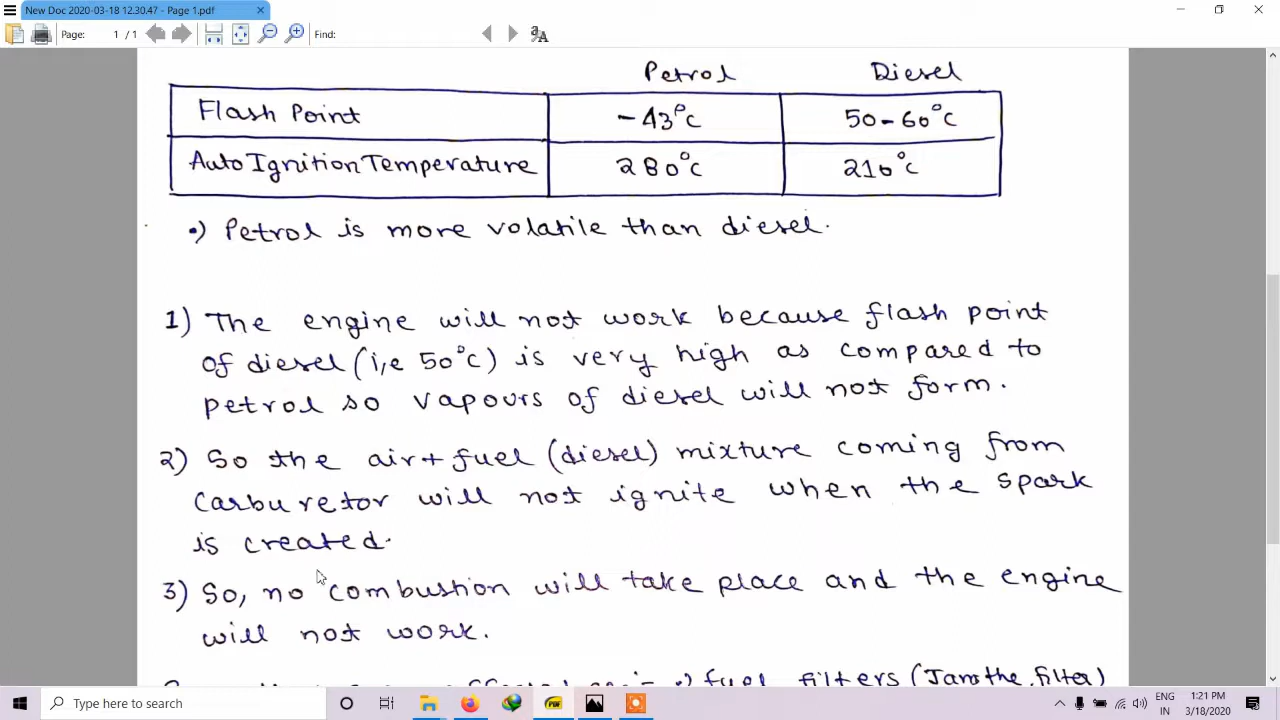 New Doc 2020-03-18 12.30.47 - Page 1.pdf
Page: 1 / 1 Find:
Petrol Diesel
Flash Point -43°C 50-60°C
Auto Ignition Temperature 280°C 210°C
•) Petrol is more volatile than diesel.
1) The engine will not work because flash point
of diesel (i,e 50°C) is very high as compared to
petrol so vapours of diesel will not form.
2) So the air + fuel (diesel) mixture coming from
Carburetor will not ignite when the spark
is created.
3) So, no combustion will take place and the engine
will not work.
fuel filters (
Type here to search
ENG 1:21 PM
IN 3/18/2020